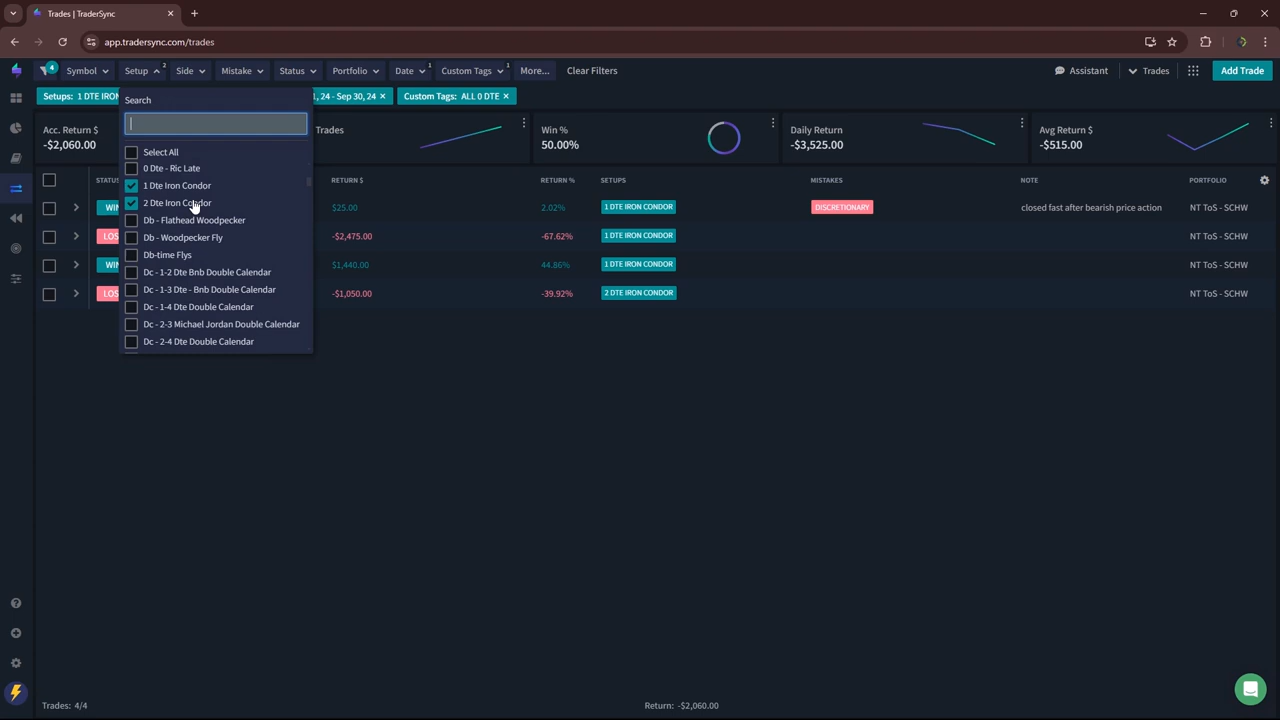 Trades | TraderSync
app.tradersync.com/trades
4
Symbol
Setup
2
Side
Mistake
Status
Portfolio
Date
1
Custom Tags
1
More...
Clear Filters
Assistant
Trades
Add Trade
Setups: 1 DTE IRON
, 24 - Sep 30, 24
Custom Tags: ALL 0 DTE
Search
Select All
0 Dte - Ric Late
1 Dte Iron Condor
2 Dte Iron Condor
Db - Flathead Woodpecker
Db - Woodpecker Fly
Db-time Flys
Dc - 1-2 Dte Bnb Double Calendar
Dc - 1-3 Dte - Bnb Double Calendar
Dc - 1-4 Dte Double Calendar
Dc - 2-3 Michael Jordan Double Calendar
Dc - 2-4 Dte Double Calendar
Acc. Return $
-$2,060.00
Trades
Win %
50.00%
Daily Return
-$3,525.00
Avg Return $
-$515.00
STATUS RETURN $ RETURN % SETUPS MISTAKES NOTE PORTFOLIO
WIN $25.00 2.02% 1 DTE IRON CONDOR DISCRETIONARY closed fast after bearish price action NT ToS - SCHW
LOS -$2,475.00 -67.62% 1 DTE IRON CONDOR NT ToS - SCHW
WIN $1,440.00 44.86% 1 DTE IRON CONDOR NT ToS - SCHW
LOS -$1,050.00 -39.92% 2 DTE IRON CONDOR NT ToS - SCHW
Trades: 4/4
Return: -$2,060.00